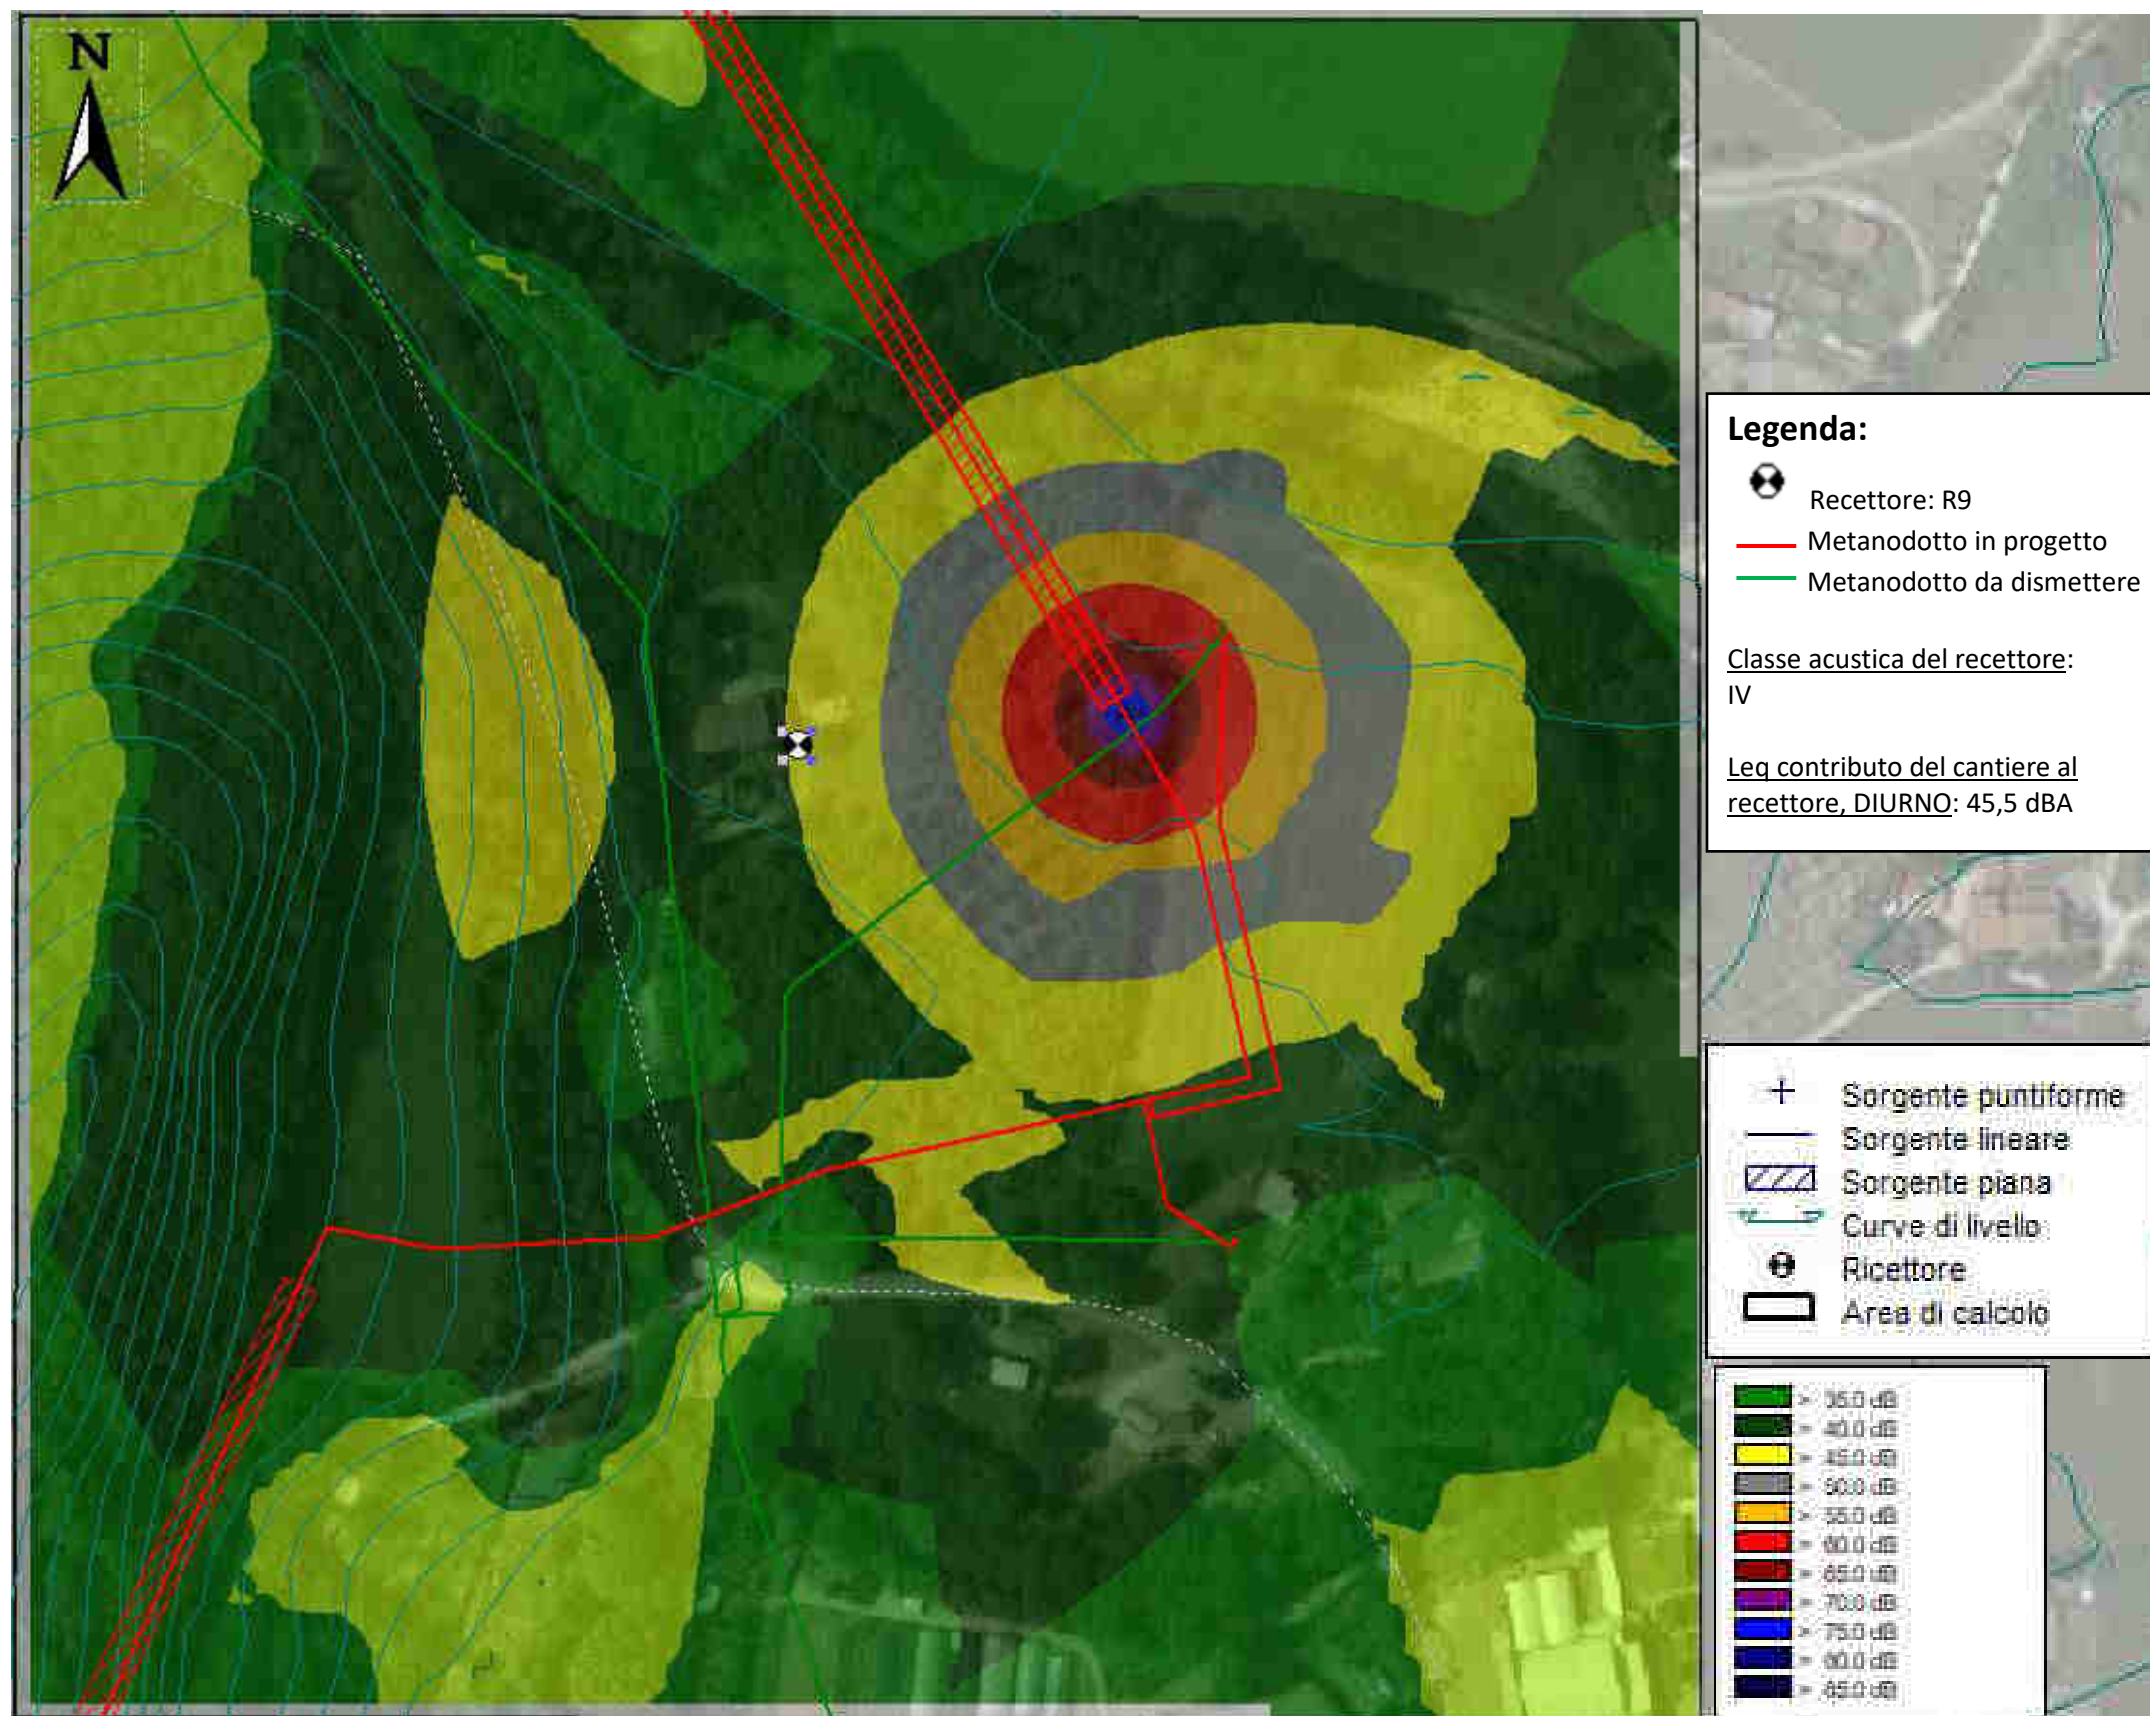 N
Legenda:
Recettore: R9
Metanodotto in progetto
Metanodotto da dismettere
Classe acustica del recettore:
IV
Leq contributo del cantiere al
recettore, DIURNO: 45,5 dBA
Sorgente puntiforme
Sorgente lineare
Sorgente piana
Curve di livello
Ricettore
Area di calcolo
> 35.0 dB
> 40.0 dB
> 45.0 dB
> 50.0 dB
> 55.0 dB
> 60.0 dB
> 65.0 dB
> 70.0 dB
> 75.0 dB
> 80.0 dB
> 85.0 dB